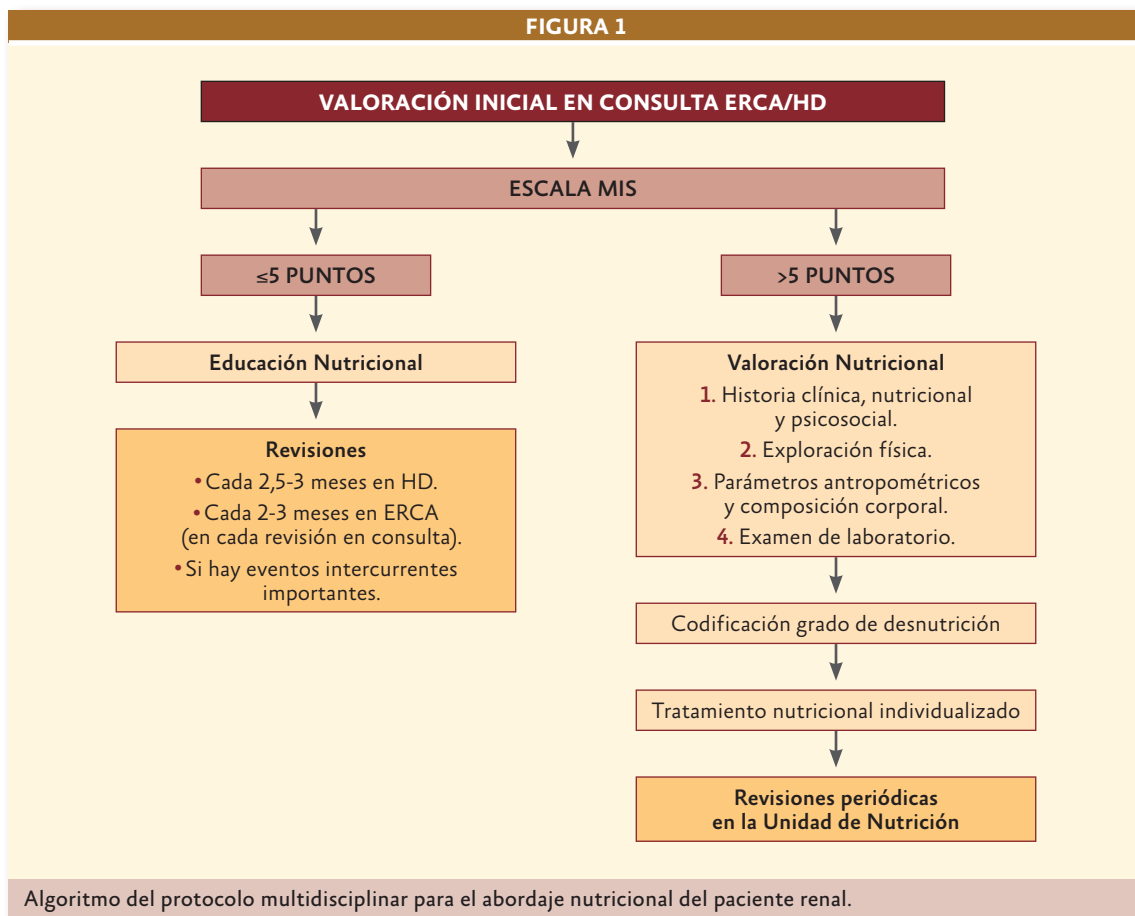 FIGURA 1
VALORACIÓN INICIAL EN CONSULTA ERCA/HD
ESCALA MIS
≤5 PUNTOS
Educación Nutricional
Revisiones
•Cada 2,5-3 meses en HD.
•Cada 2-3 meses en ERCA
(en cada revisión en consulta).
•Si hay eventos intercurrentes
importantes.
>5 PUNTOS
Valoración Nutricional
1. Historia clínica, nutricional
y psicosocial.
2. Exploración física.
3. Parámetros antropométricos
y composición corporal.
4. Examen de laboratorio.
Codificación grado de desnutrición
Tratamiento nutricional individualizado
Revisiones periódicas
en la Unidad de Nutrición
Algoritmo del protocolo multidisciplinar para el abordaje nutricional del paciente renal.